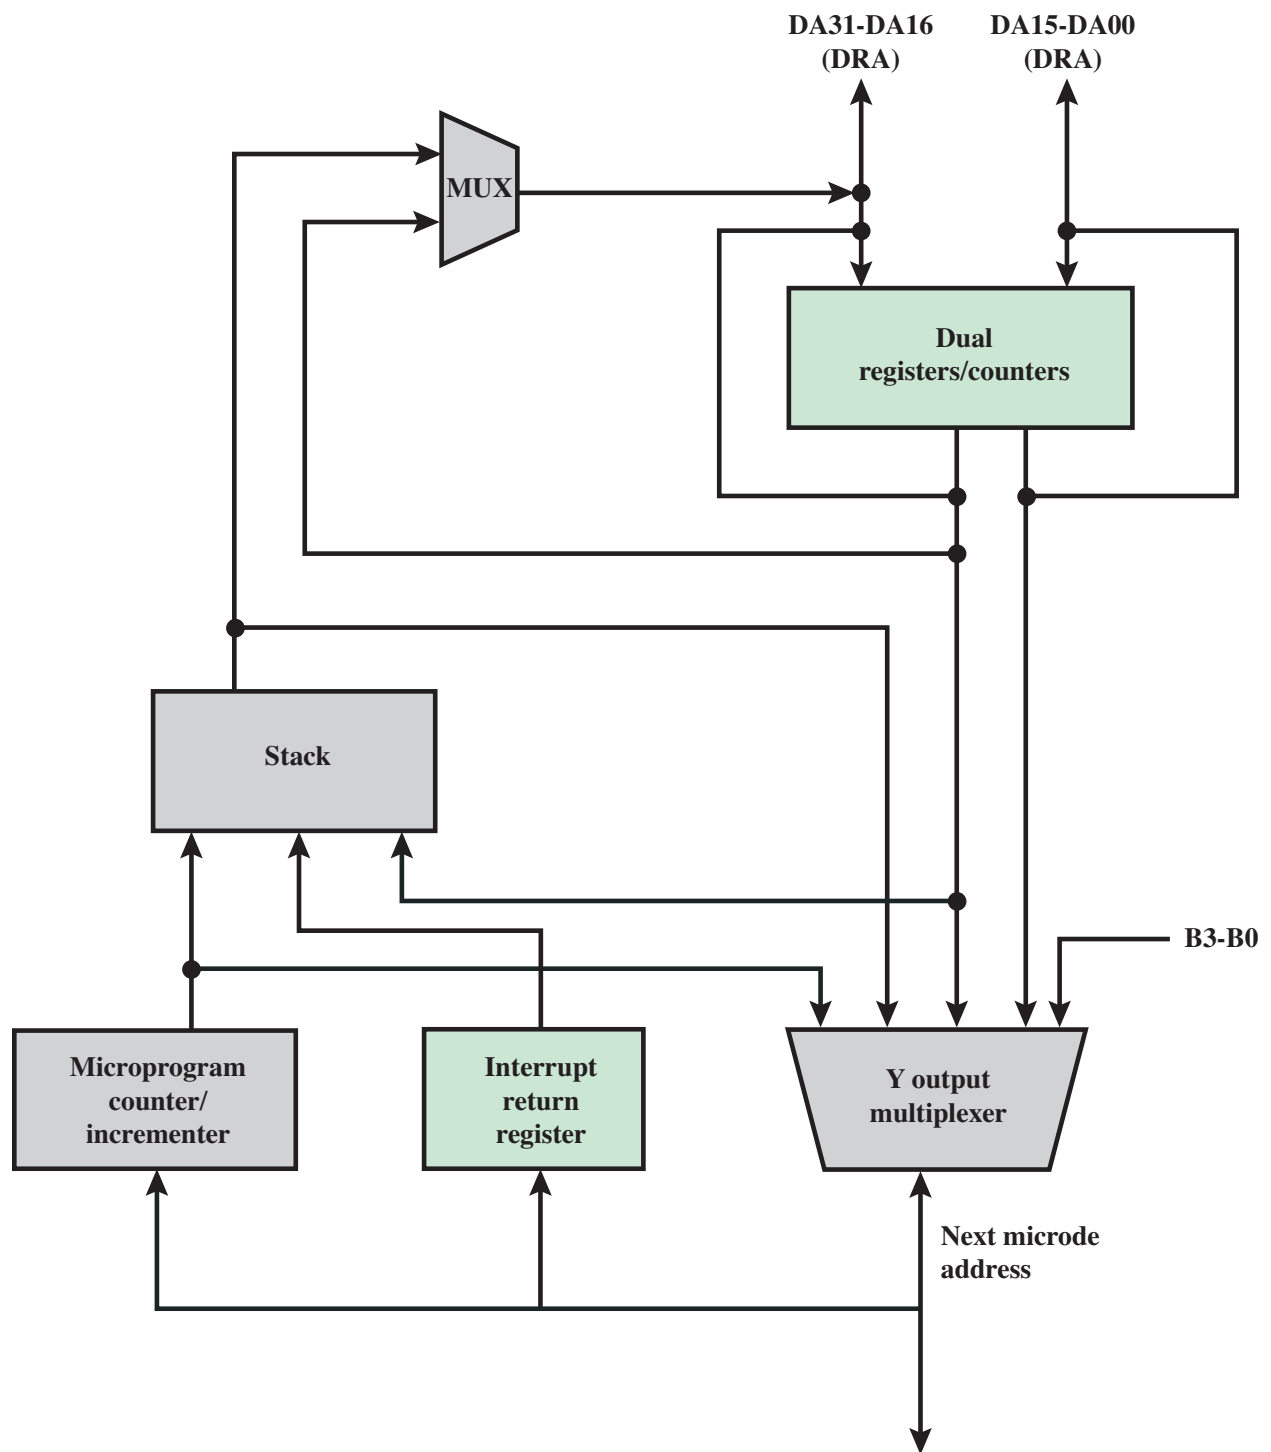 DA31-DA16
(DRA)
DA15-DA00
(DRA)
MUX
Dual
registers/counters
Stack
B3-B0
Microprogram
counter/
incrementer
Interrupt
return
register
Y output
multiplexer
Next microde
address